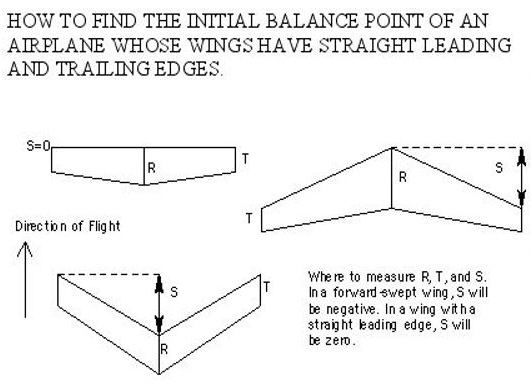 HOW TO FIND THE INITIAL BALANCE POINT OF AN
AIRPLANE WHOSE WINGS HAVE STRAIGHT LEADING
AND TRAILING EDGES.
S=0
R
T
R
S
T
Direction of Flight
S
T
R
Where to measure R, T, and S.
In a forward-swept wing, S will
be negative. In a wing with a
straight leading edge, S will
be zero.